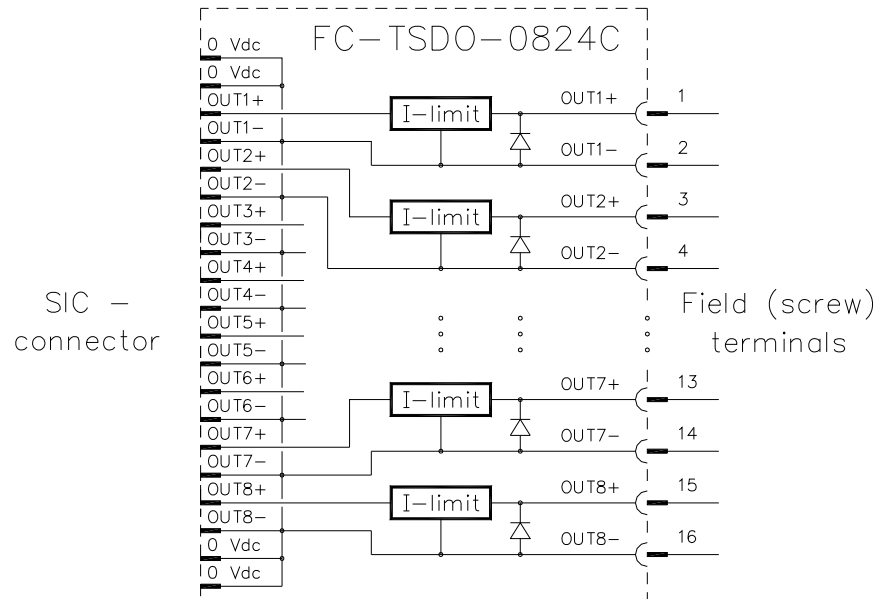 FC-TSDO-0824C
0 Vdc
0 Vdc
OUT1+
OUT1-
OUT2+
OUT2-
OUT3+
OUT3-
OUT4+
OUT4-
OUT5+
OUT5-
OUT6+
OUT6-
OUT7+
OUT7-
OUT8+
OUT8-
0 Vdc
0 Vdc
SIC -
connector
I-limit
OUT1+
1
OUT1-
2
I-limit
OUT2+
3
OUT2-
4
I-limit
OUT7+
13
OUT7-
14
I-limit
OUT8+
15
OUT8-
16
Field (screw)
terminals